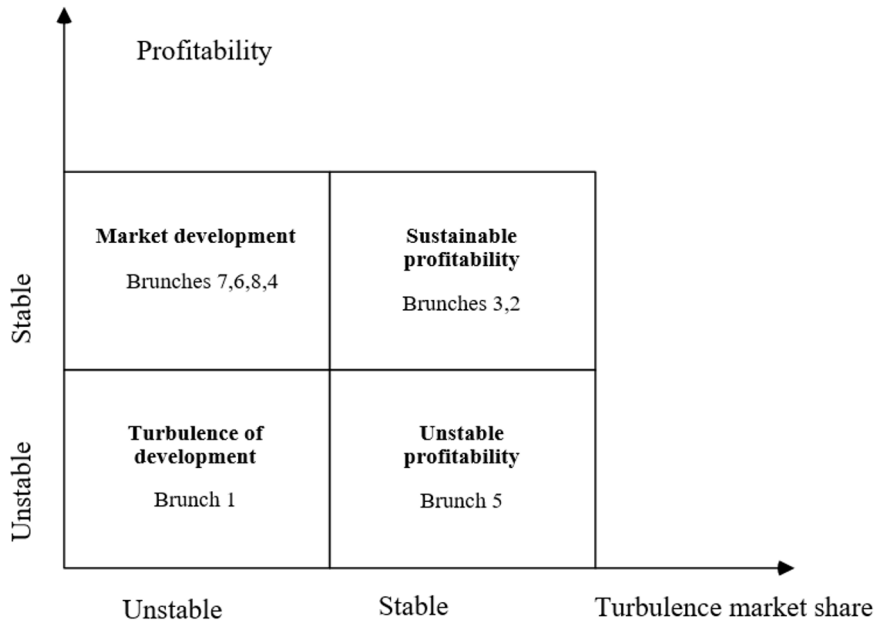 Profitability
Market development
Brunches 7,6,8,4
Sustainable
profitability
Brunches 3,2
Stable
Turbulence of
development
Brunch 1
Unstable
profitability
Brunch 5
Unstable
Unstable
Stable
Turbulence market share